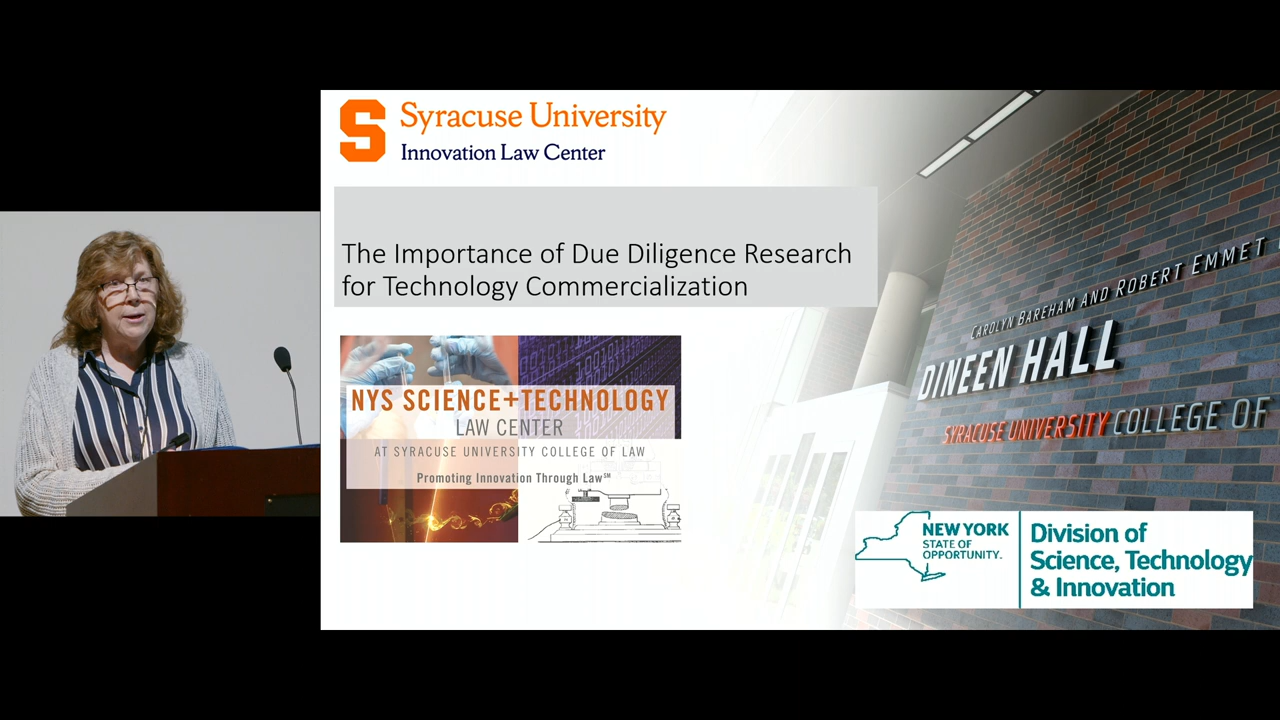 S
Syracuse University
Innovation Law Center
The Importance of Due Diligence Research
for Technology Commercialization
NYS SCIENCE+TECHNOLOGY
LAW CENTER
AT SYRACUSE UNIVERSITY COLLEGE OF LAW
Promoting Innovation Through Law℠
CAROLYN BAREHAM AND ROBERT EMMET
DINEEN HALL
SYRACUSE UNIVERSITY COLLEGE OF
NEW YORK
STATE OF
OPPORTUNITY.
Division of
Science, Technology
& Innovation